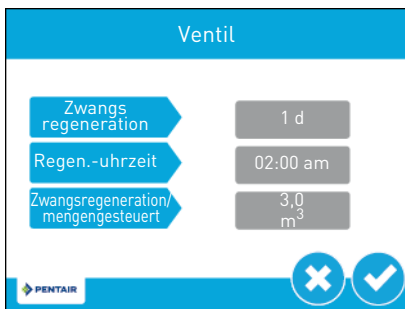 Ventil
Zwangs
regeneration
1 d
Regen.-uhrzeit
02:00 am
Zwangsregeneration/
mengengesteuert
3,0
m³
PENTAIR